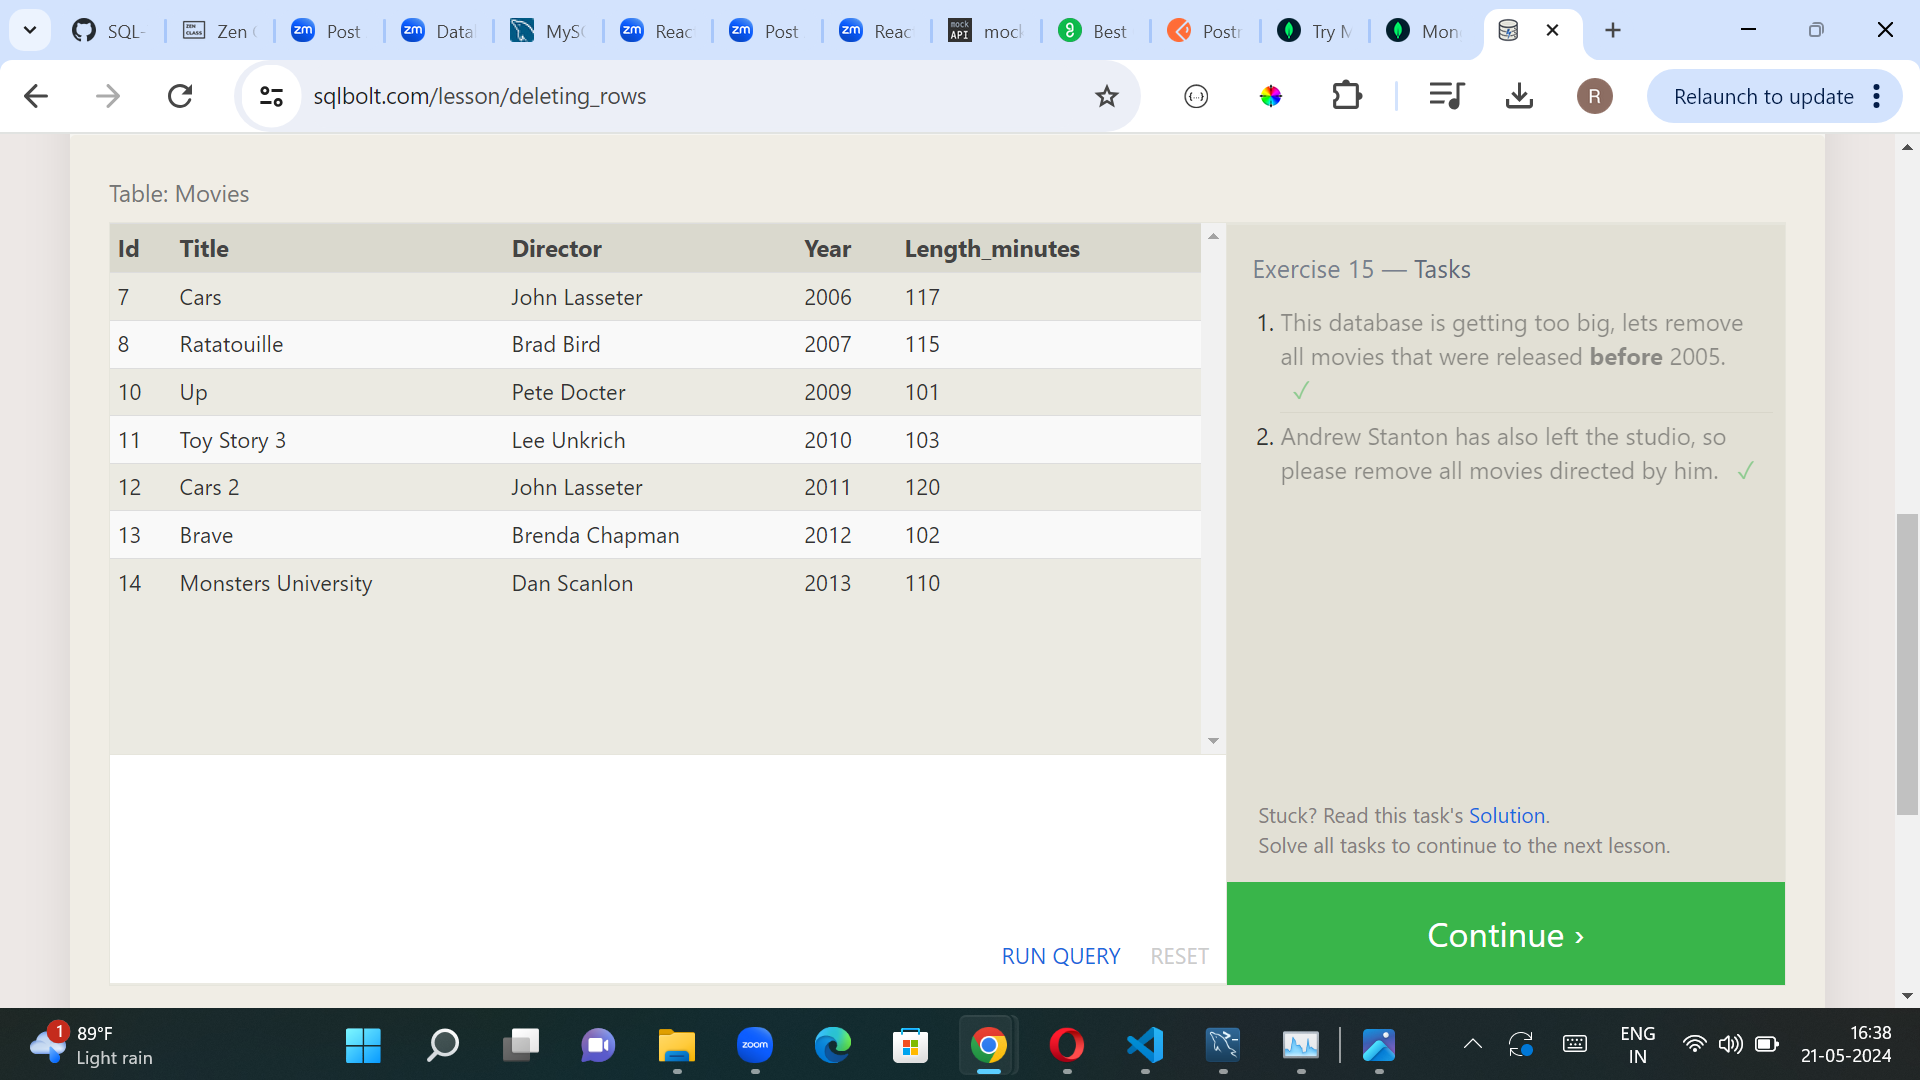 SQL-
Zen
Post
Data
MyS
Reac
Post
Reac
mock
Best
Post
Try M
Mon
sqlbolt.com/lesson/deleting_rows
R
Relaunch to update
Table: Movies
Id Title Director Year Length_minutes
7 Cars John Lasseter 2006 117
8 Ratatouille Brad Bird 2007 115
10 Up Pete Docter 2009 101
11 Toy Story 3 Lee Unkrich 2010 103
12 Cars 2 John Lasseter 2011 120
13 Brave Brenda Chapman 2012 102
14 Monsters University Dan Scanlon 2013 110
RUN QUERY RESET
Exercise 15 — Tasks
1. This database is getting too big, lets remove
all movies that were released before 2005.
✓
2. Andrew Stanton has also left the studio, so
please remove all movies directed by him. ✓
Stuck? Read this task's Solution.
Solve all tasks to continue to the next lesson.
Continue ›
1
89°F
Light rain
zoom
ENG
IN
16:38
21-05-2024